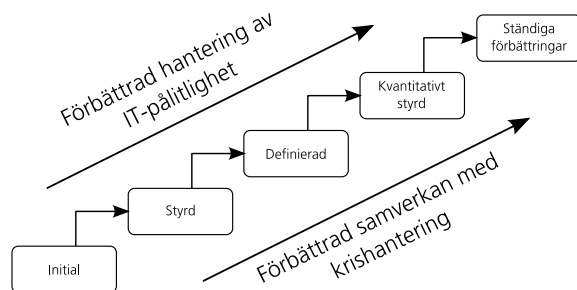 Förbättrad hantering av
IT-pålitlighet
Ständiga
förbättringar
Kvantitativt
styrd
Definierad
Styrd
Initial
Förbättrad samverkan med
krishantering